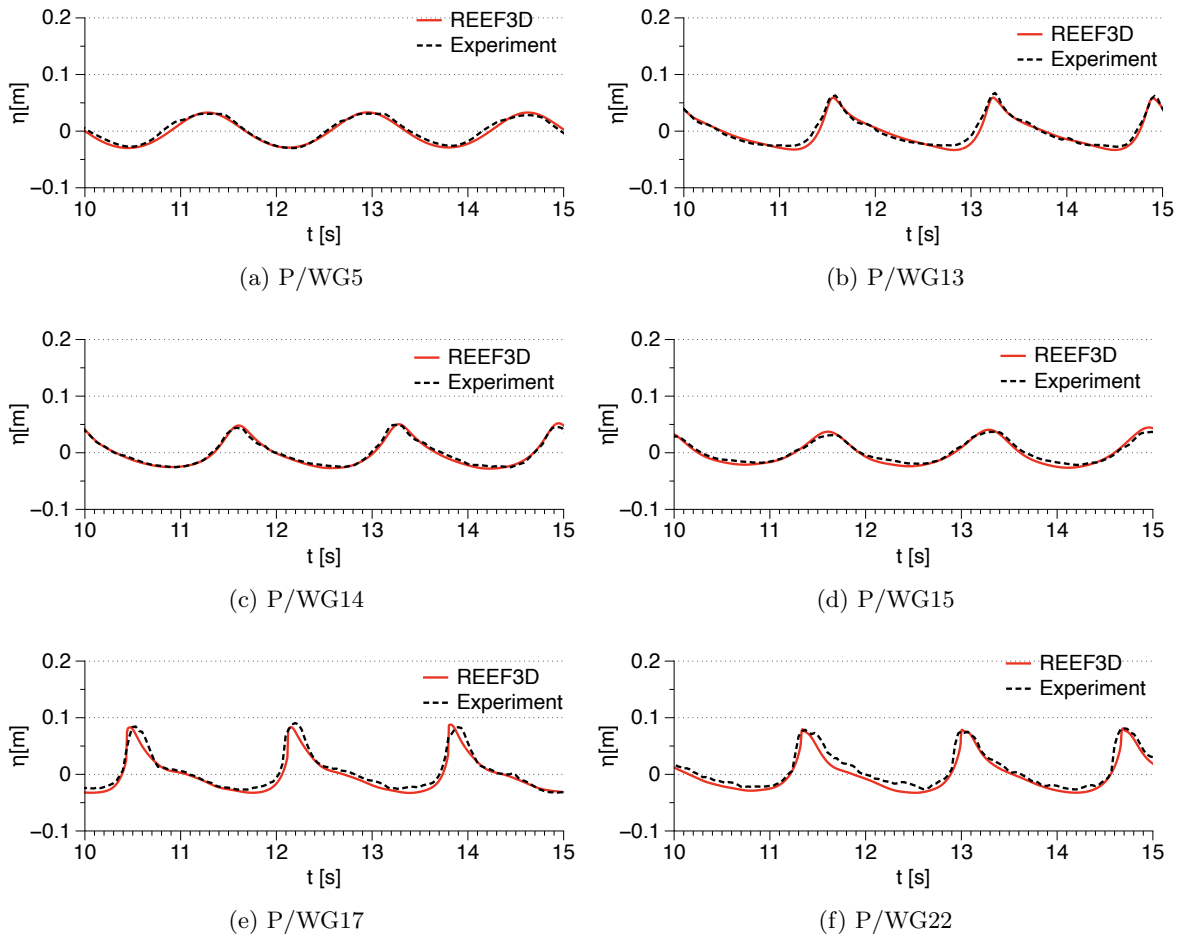 0.2
REEF3D
Experiment
0.1
η[m]
0
−0.1
10 11 12 13 14 15
t [s]
(a) P/WG5
0.2
REEF3D
Experiment
0.1
η[m]
0
−0.1
10 11 12 13 14 15
t [s]
(b) P/WG13
0.2
REEF3D
Experiment
0.1
η[m]
0
−0.1
10 11 12 13 14 15
t [s]
(c) P/WG14
0.2
REEF3D
Experiment
0.1
η[m]
0
−0.1
10 11 12 13 14 15
t [s]
(d) P/WG15
0.2
REEF3D
Experiment
0.1
η[m]
0
−0.1
10 11 12 13 14 15
t [s]
(e) P/WG17
0.2
REEF3D
Experiment
0.1
η[m]
0
−0.1
10 11 12 13 14 15
t [s]
(f) P/WG22